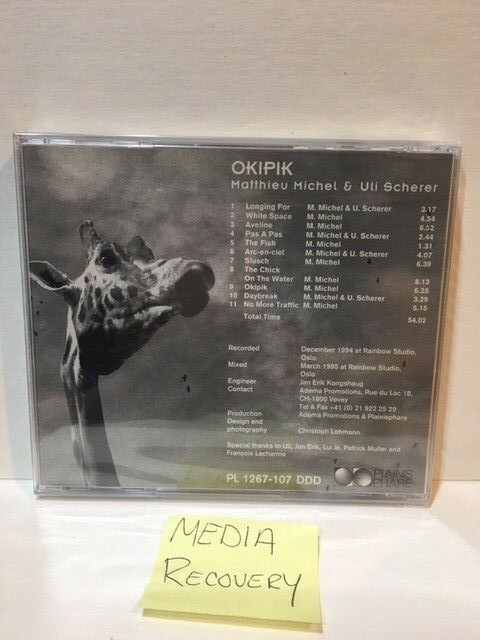 OKIPIK
Matthieu Michel & Uli Scherer
1 Longing For M. Michel & U. Scherer 3.17
2 White Space M. Michel 4.54
3 Aveline M. Michel 6.52
4 Pas A Pas M. Michel & U. Scherer 2.44
5 The Fish M. Michel 1.31
6 Arc-en-ciel M. Michel & U. Scherer 4.07
7 Slüsch M. Michel 6.39
8 The Chick
On The Water M. Michel 8.13
9 Okipik M. Michel 6.25
10 Daybreak M. Michel & U. Scherer 3.29
11 No More Traffic M. Michel 5.15
Total Time 54.02
Recorded December 1994 at Rainbow Studio,
Oslo.
Mixed March 1995 at Rainbow Studio,
Oslo
Engineer Jan Erik Kongshaug
Contact Adema Promotions, Rue du Lac 18,
CH-1800 Vevey
Tel & Fax +41 (0) 21 922 25 29
Production Adema Promotions & Plainisphare
Design and
photography Christoph Lehmann.
Special thanks to Uli, Jan Erik, Lucie, Patrick Muller and
François Lacharme
PL 1267-107 DDD
PLAINIS
PHARE
MEDIA
RECOVERY